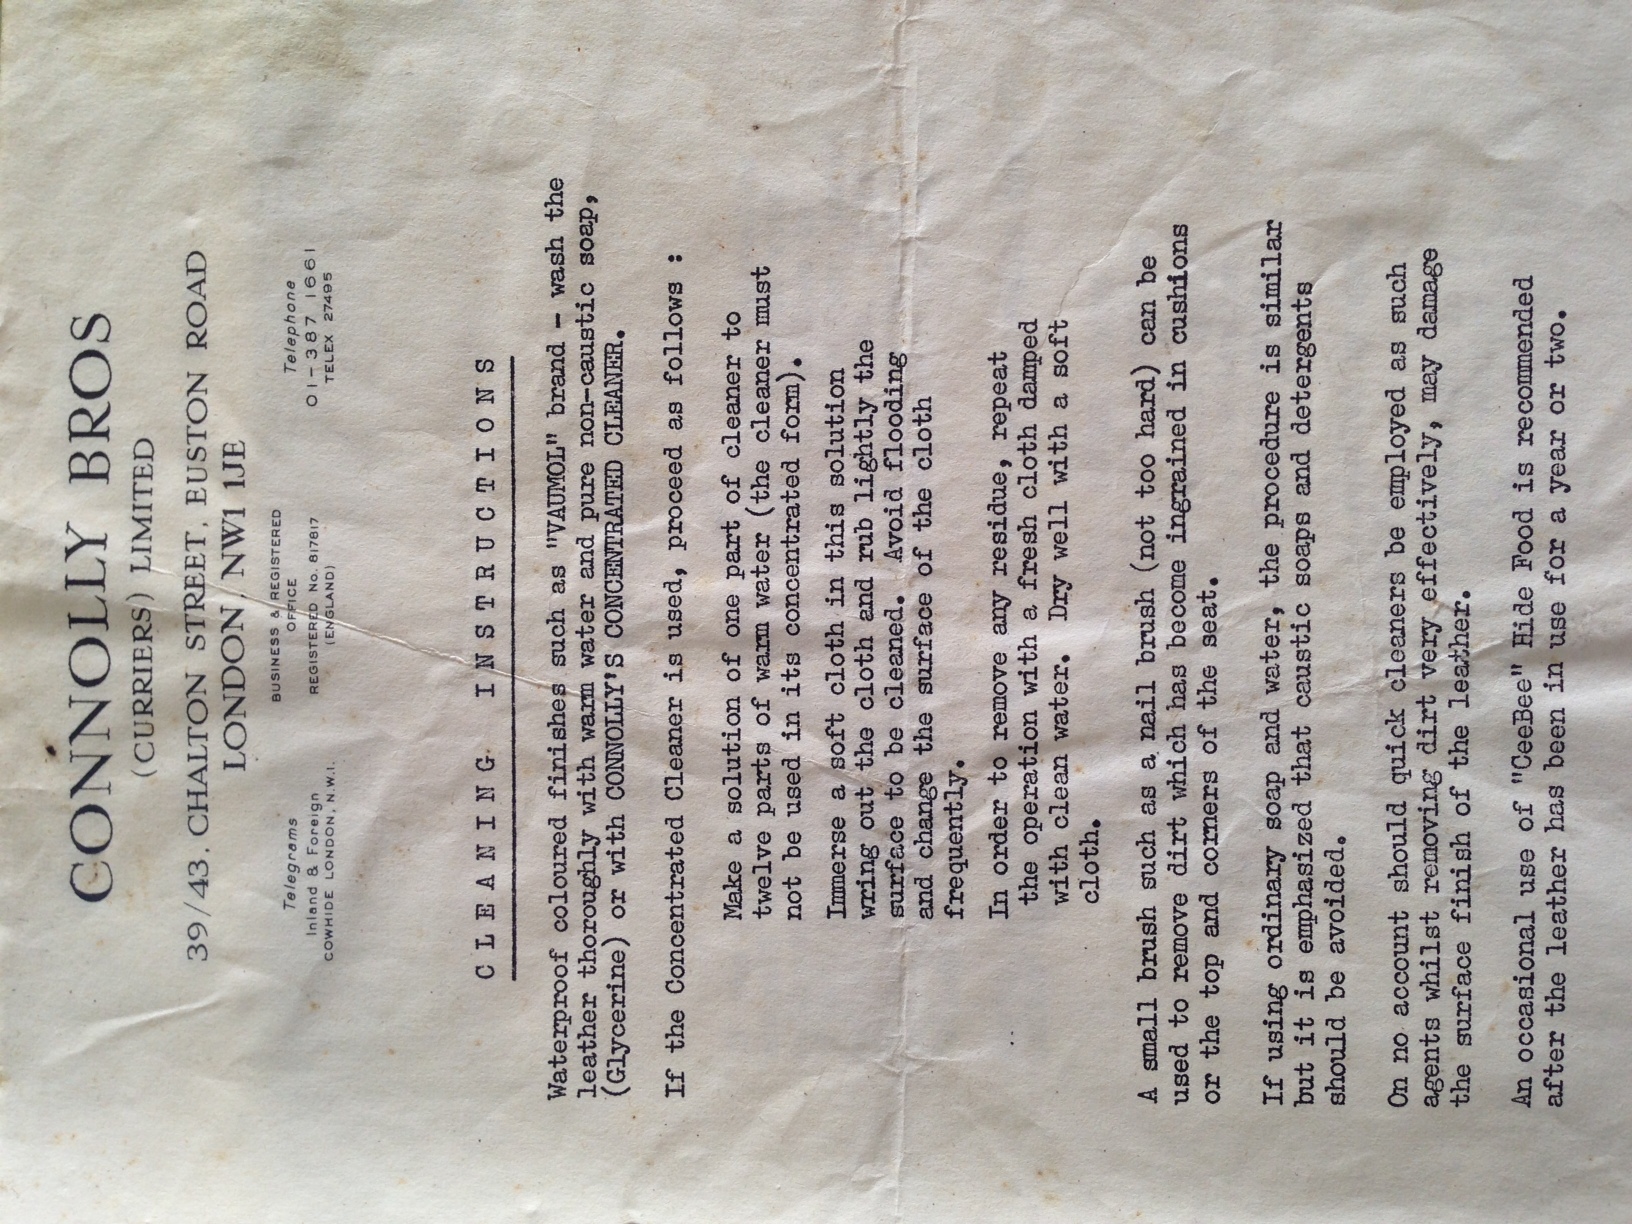 CONNOLLY BROS
(CURRIERS) LIMITED
39/43, CHALTON STREET, EUSTON ROAD
LONDON, NW1 1JE
Telegrams
Inland & Foreign
COWHIDE LONDON, N.W.1.
BUSINESS & REGISTERED
OFFICE
REGISTERED No. 817817
(ENGLAND)
Telephone
01-387 1661
TELEX 27495
CLEANING INSTRUCTIONS
Waterproof coloured finishes such as "VAUMOL" brand - wash the
leather thoroughly with warm water and pure non-caustic soap,
(Glycerine) or with CONNOLLY'S CONCENTRATED CLEANER.
If the Concentrated Cleaner is used, proceed as follows :
Make a solution of one part of cleaner to
twelve parts of warm water (the cleaner must
not be used in its concentrated form).
Immerse a soft cloth in this solution
wring out the cloth and rub lightly the
surface to be cleaned. Avoid flooding
and change the surface of the cloth
frequently.
In order to remove any residue, repeat
the operation with a fresh cloth damped
with clean water. Dry well with a soft
cloth.
A small brush such as a nail brush (not too hard) can be
used to remove dirt which has become ingrained in cushions
or the top and corners of the seat.
If using ordinary soap and water, the procedure is similar
but it is emphasized that caustic soaps and detergents
should be avoided.
On no account should quick cleaners be employed as such
agents whilst removing dirt very effectively, may damage
the surface finish of the leather.
An occasional use of "CeeBee" Hide Food is recommended
after the leather has been in use for a year or two.